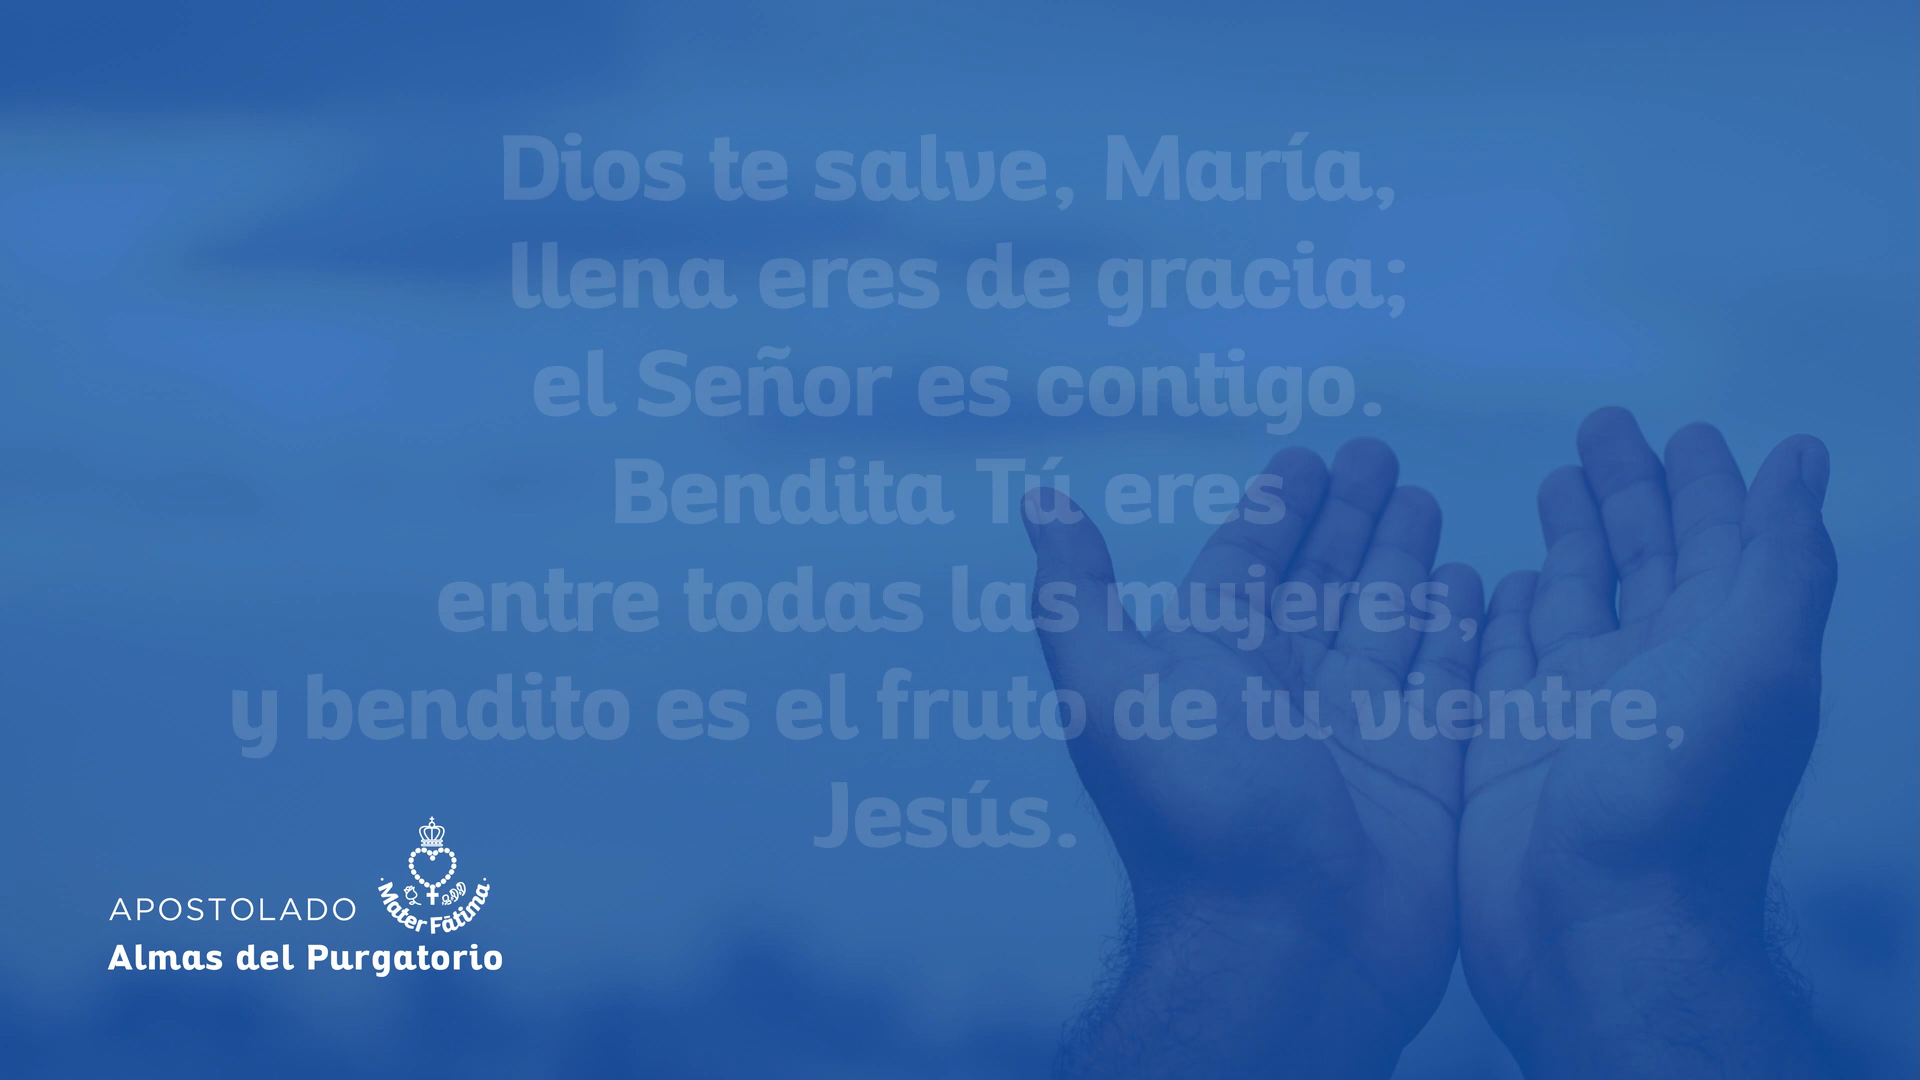 Dios te salve, María,
llena eres de gracia;
el Señor es contigo.
Bendita Tú eres
entre todas las mujeres,
y bendito es el fruto de tu vientre,
Jesús.
APOSTOLADO
Mater Fátima
Almas del Purgatorio